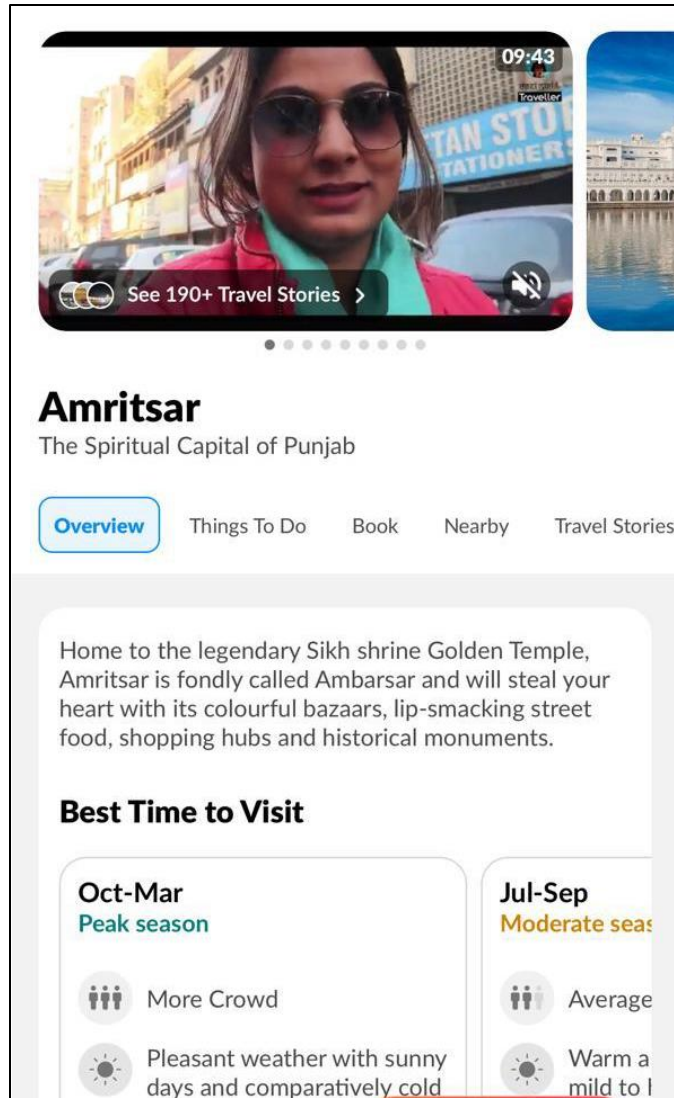 09:43
Traveller
TAN STO
STATIONERS
See 190+ Travel Stories >
Amritsar
The Spiritual Capital of Punjab
Overview
Things To Do
Book
Nearby
Travel Stories
Home to the legendary Sikh shrine Golden Temple,
Amritsar is fondly called Ambarsar and will steal your
heart with its colourful bazaars, lip-smacking street
food, shopping hubs and historical monuments.
Best Time to Visit
Oct-Mar
Peak season
More Crowd
Pleasant weather with sunny
days and comparatively cold
Jul-Sep
Moderate seas
Average
Warm a
mild to